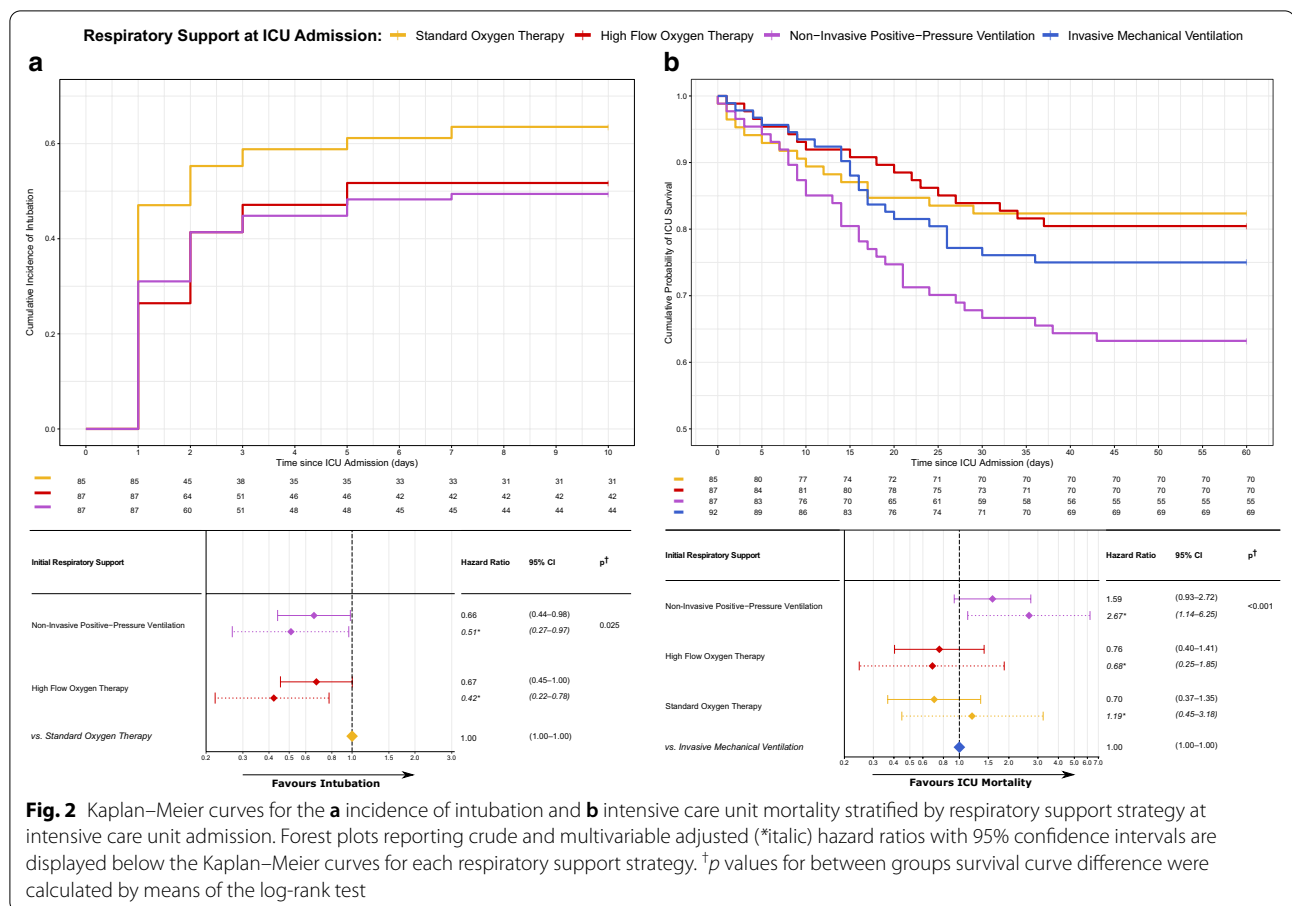 Respiratory Support at ICU Admission: Standard Oxygen Therapy High Flow Oxygen Therapy Non−Invasive Positive−Pressure Ventilation Invasive Mechanical Ventilation
a
Cumulative Incidence of Intubation
0.6
0.4
0.2
0.0
0 1 2 3 4 5 6 7 8 9 10
Time since ICU Admission (days)
85 85 45 38 35 35 33 33 31 31 31
87 87 64 51 46 46 42 42 42 42 42
87 87 60 51 48 48 45 45 44 44 44
Initial Respiratory Support Hazard Ratio 95% CI p†
Non−Invasive Positive−Pressure Ventilation
0.66 (0.44–0.98)
0.51* (0.27–0.97)
0.025
High Flow Oxygen Therapy
0.67 (0.45–1.00)
0.42* (0.22–0.78)
vs. Standard Oxygen Therapy 1.00 (1.00–1.00)
0.2 0.3 0.4 0.5 0.6 0.8 1.0 2.0 3.0
Favours Intubation
b
Cumulative Probability of ICU Survival
1.0
0.9
0.8
0.7
0.6
0.5
0 5 10 15 20 25 30 35 40 45 50 55 60
Time since ICU Admission (days)
85 80 77 74 72 71 70 70 70 70 70 70 70
87 84 81 80 78 75 73 71 70 70 70 70 70
87 83 76 70 65 61 59 58 56 55 55 55 55
92 89 86 83 76 74 71 70 69 69 69 69 69
Initial Respiratory Support Hazard Ratio 95% CI p†
Non−Invasive Positive−Pressure Ventilation
1.59 (0.93–2.72)
2.67* (1.14–6.25)
<0.001
High Flow Oxygen Therapy
0.76 (0.40–1.41)
0.68* (0.25–1.85)
Standard Oxygen Therapy
0.70 (0.37–1.35)
1.19* (0.45–3.18)
vs. Invasive Mechanical Ventilation 1.00 (1.00–1.00)
0.2 0.3 0.4 0.5 0.6 0.8 1.0 2.0 3.0 4.0 5.0 6.0 7.0
Favours ICU Mortality
Fig. 2 Kaplan–Meier curves for the a incidence of intubation and b intensive care unit mortality stratified by respiratory support strategy at
intensive care unit admission. Forest plots reporting crude and multivariable adjusted (*italic) hazard ratios with 95% confidence intervals are
displayed below the Kaplan–Meier curves for each respiratory support strategy. †p values for between groups survival curve difference were
calculated by means of the log-rank test